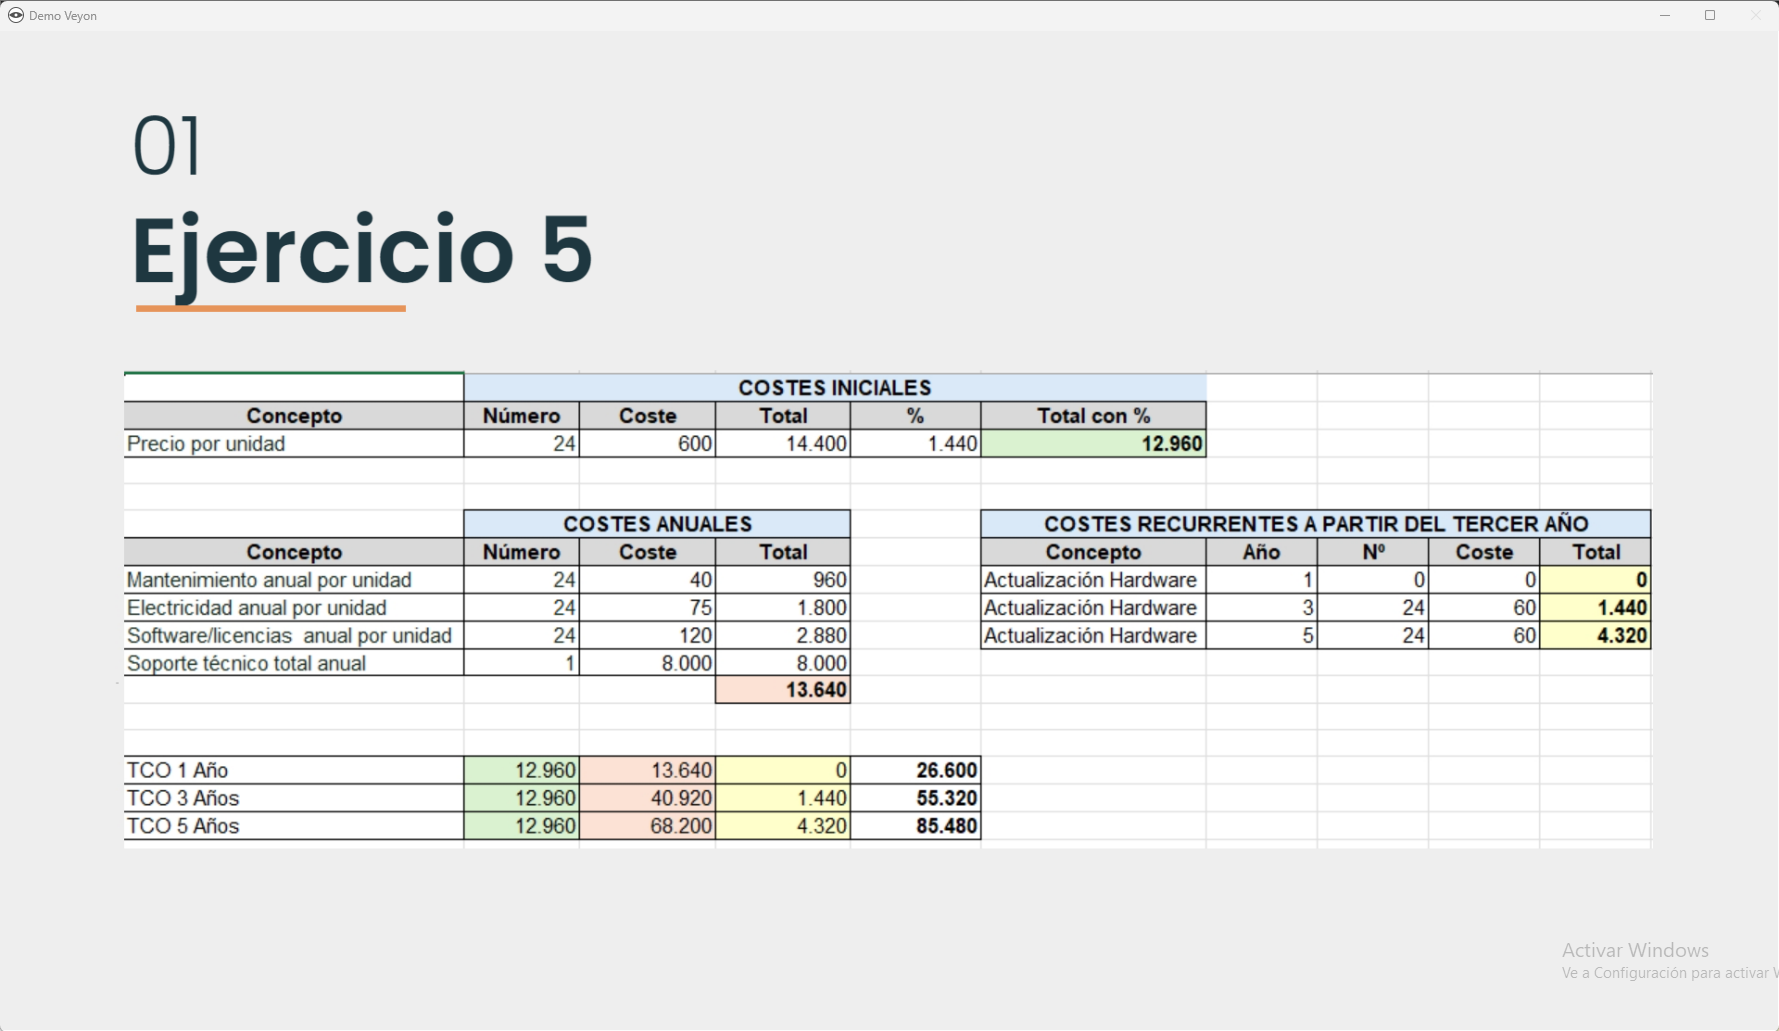 Demo Veyon
01
Ejercicio 5
COSTES INICIALES
Concepto Número Coste Total % Total con %
Precio por unidad 24 600 14.400 1.440 12.960
COSTES ANUALES COSTES RECURRENTES A PARTIR DEL TERCER AÑO
Concepto Número Coste Total Concepto Año Nº Coste Total
Mantenimiento anual por unidad 24 40 960 Actualización Hardware 1 0 0 0
Electricidad anual por unidad 24 75 1.800 Actualización Hardware 3 24 60 1.440
Software/licencias anual por unidad 24 120 2.880 Actualización Hardware 5 24 60 4.320
Soporte técnico total anual 1 8.000 8.000
13.640
TCO 1 Año 12.960 13.640 0 26.600
TCO 3 Años 12.960 40.920 1.440 55.320
TCO 5 Años 12.960 68.200 4.320 85.480
Activar Windows
Ve a Configuración para activar W